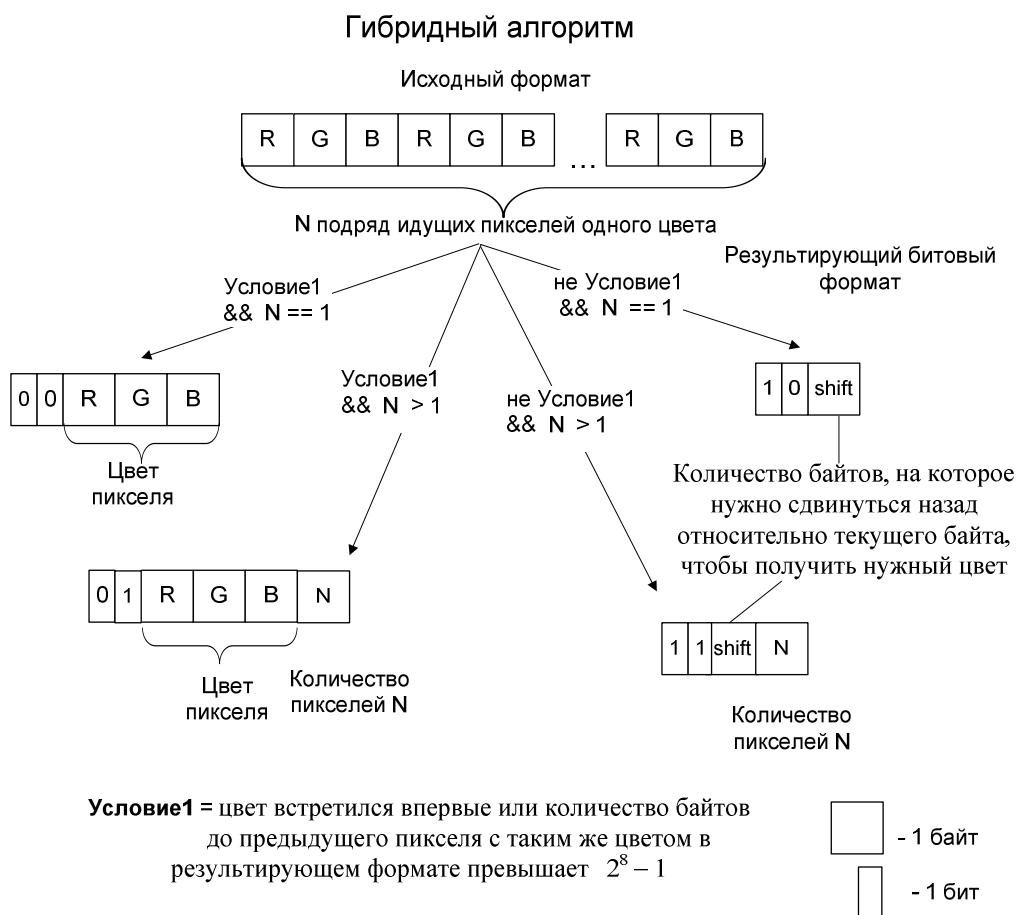 Гибридный алгоритм
Исходный формат
R G B R G B ... R G B
N подряд идущих пикселей одного цвета
Результирующий битовый
формат
Условие1
&& N == 1
не Условие1
&& N == 1
Условие1
&& N > 1
не Условие1
&& N > 1
0 0 R G B
Цвет
пикселя
1 0 shift
Количество байтов, на которое
нужно сдвинуться назад
относительно текущего байта,
чтобы получить нужный цвет
0 1 R G B N
Цвет
пикселя
Количество
пикселей N
1 1 shift N
Количество
пикселей N
Условие1 = цвет встретился впервые или количество байтов
до предыдущего пикселя с таким же цветом в
результирующем формате превышает 2⁸ – 1
- 1 байт
- 1 бит